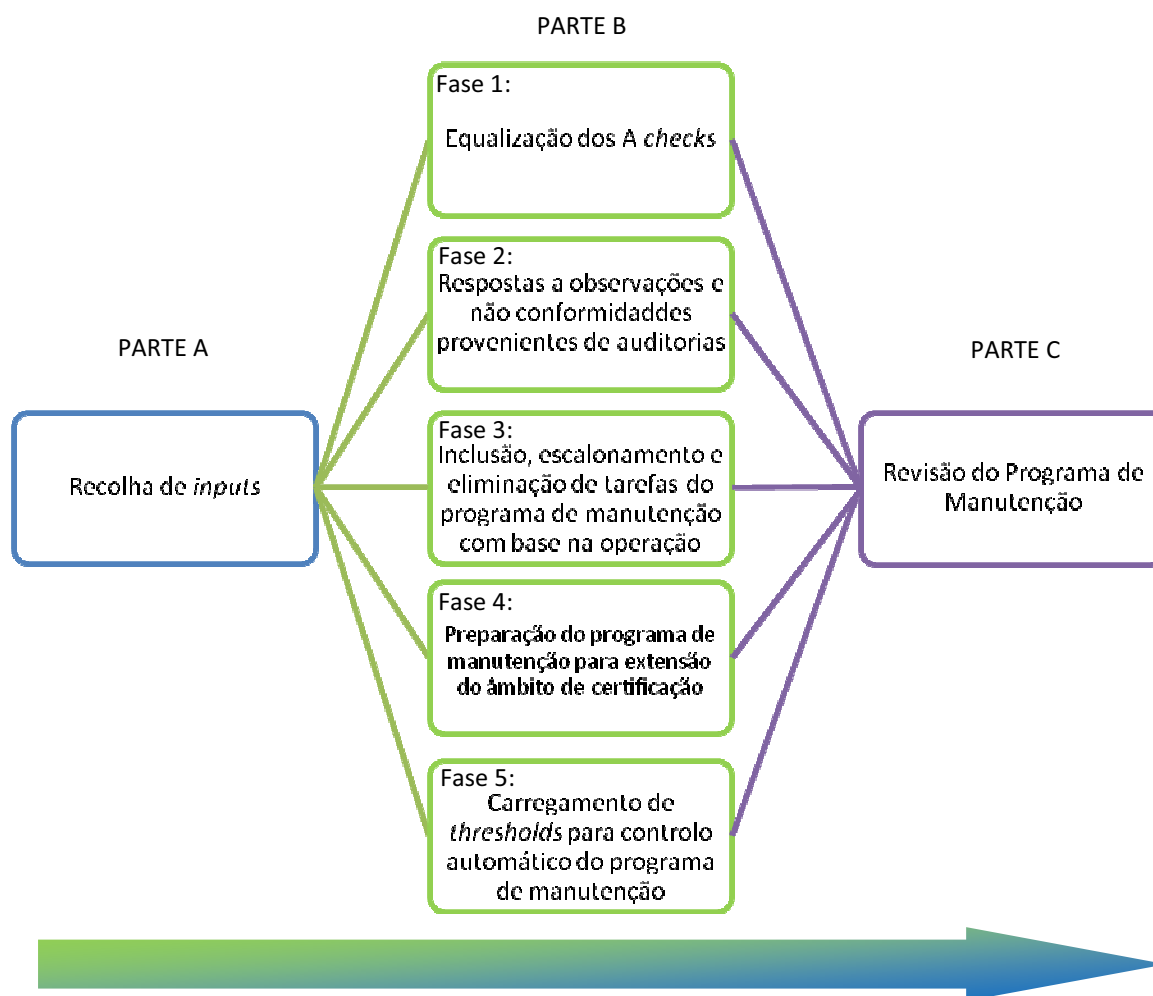 PARTE B
Fase 1:
Equalização dos A checks
Fase 2:
Respostas a observações e
não conformidaddes
provenientes de auditorias
PARTE A
PARTE C
Recolha de inputs
Fase 3:
Inclusão, escalonamento e
eliminação de tarefas do
programa de manutenção
com base na operação
Revisão do Programa de
Manutenção
Fase 4:
Preparação do programa de
manutenção para extensão
do âmbito de certificação
Fase 5:
Carregamento de
thresholds para controlo
automático do programa
de manutenção